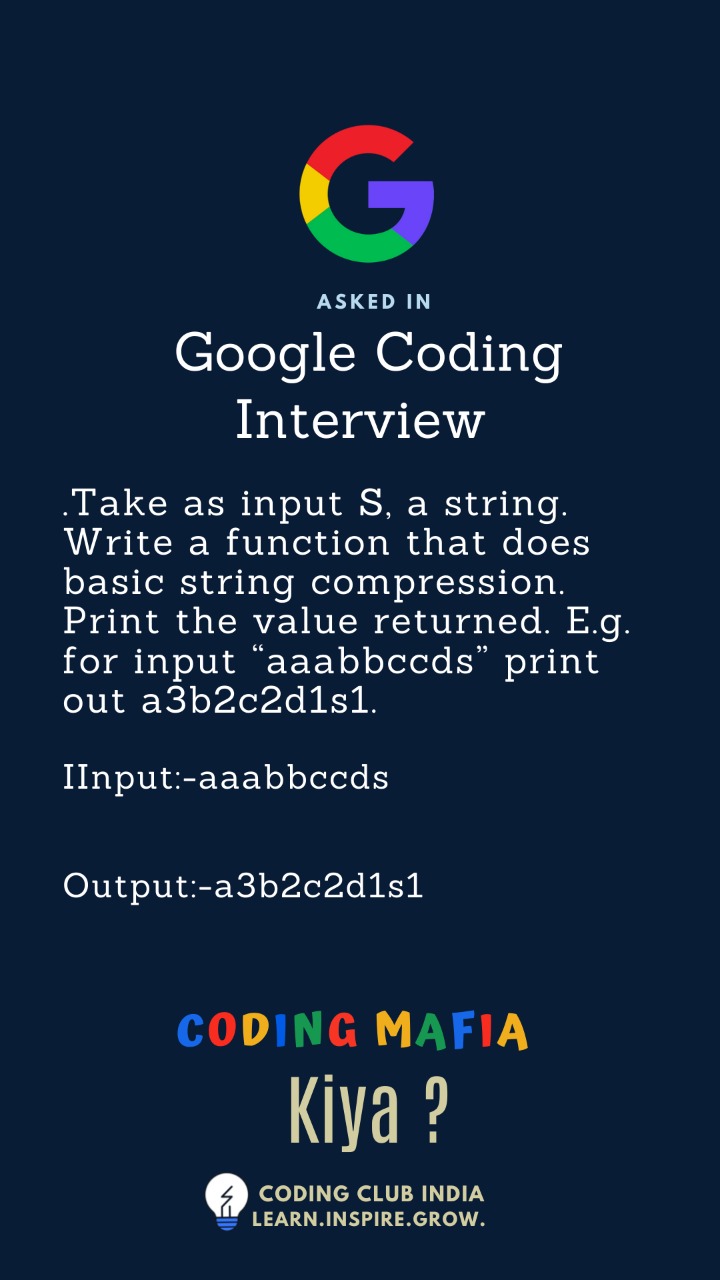 ASKED IN
Google Coding
Interview
.Take as input S, a string.
Write a function that does
basic string compression.
Print the value returned. E.g.
for input “aaabbccds” print
out a3b2c2d1s1.
IInput:-aaabbccds
Output:-a3b2c2d1s1
CODING MAFIA
Kiya ?
CODING CLUB INDIA
LEARN.INSPIRE.GROW.